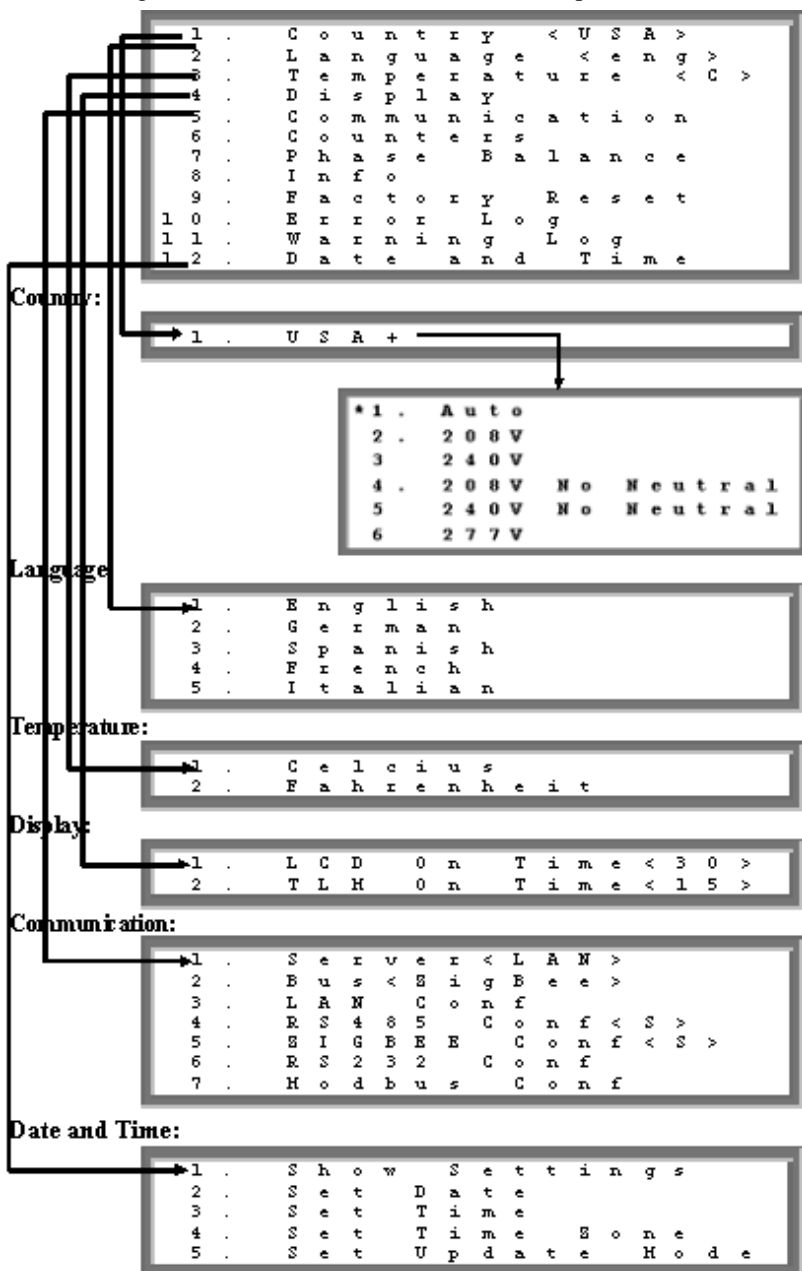 1. Country <USA>
2. Language <eng>
3. Temperature <C>
4. Display
5. Communication
6. Counters
7. Phase Balance
8. Info
9. Factory Reset
10. Error Log
11. Warning Log
12. Date and Time
Country:
1. USA+
*1. Auto
2. 208V
3 240V
4. 208V No Neutral
5 240V No Neutral
6 277V
Language
1. English
2. German
3. Spanish
4. French
5. Italian
Temperature:
1. Celcius
2. Fahrenheit
Display:
1. LCD On Time<30>
2. TLM On Time<15>
Communication:
1. Server<LAN>
2. Bus<ZigBee>
3. LAN Conf
4. RS485 Conf<S>
5. ZIGBEE Conf<S>
6. RS232 Conf
7. Modbus Conf
Date and Time:
1. Show Settings
2. Set Date
3. Set Time
4. Set Time Zone
5. Set Update Mode